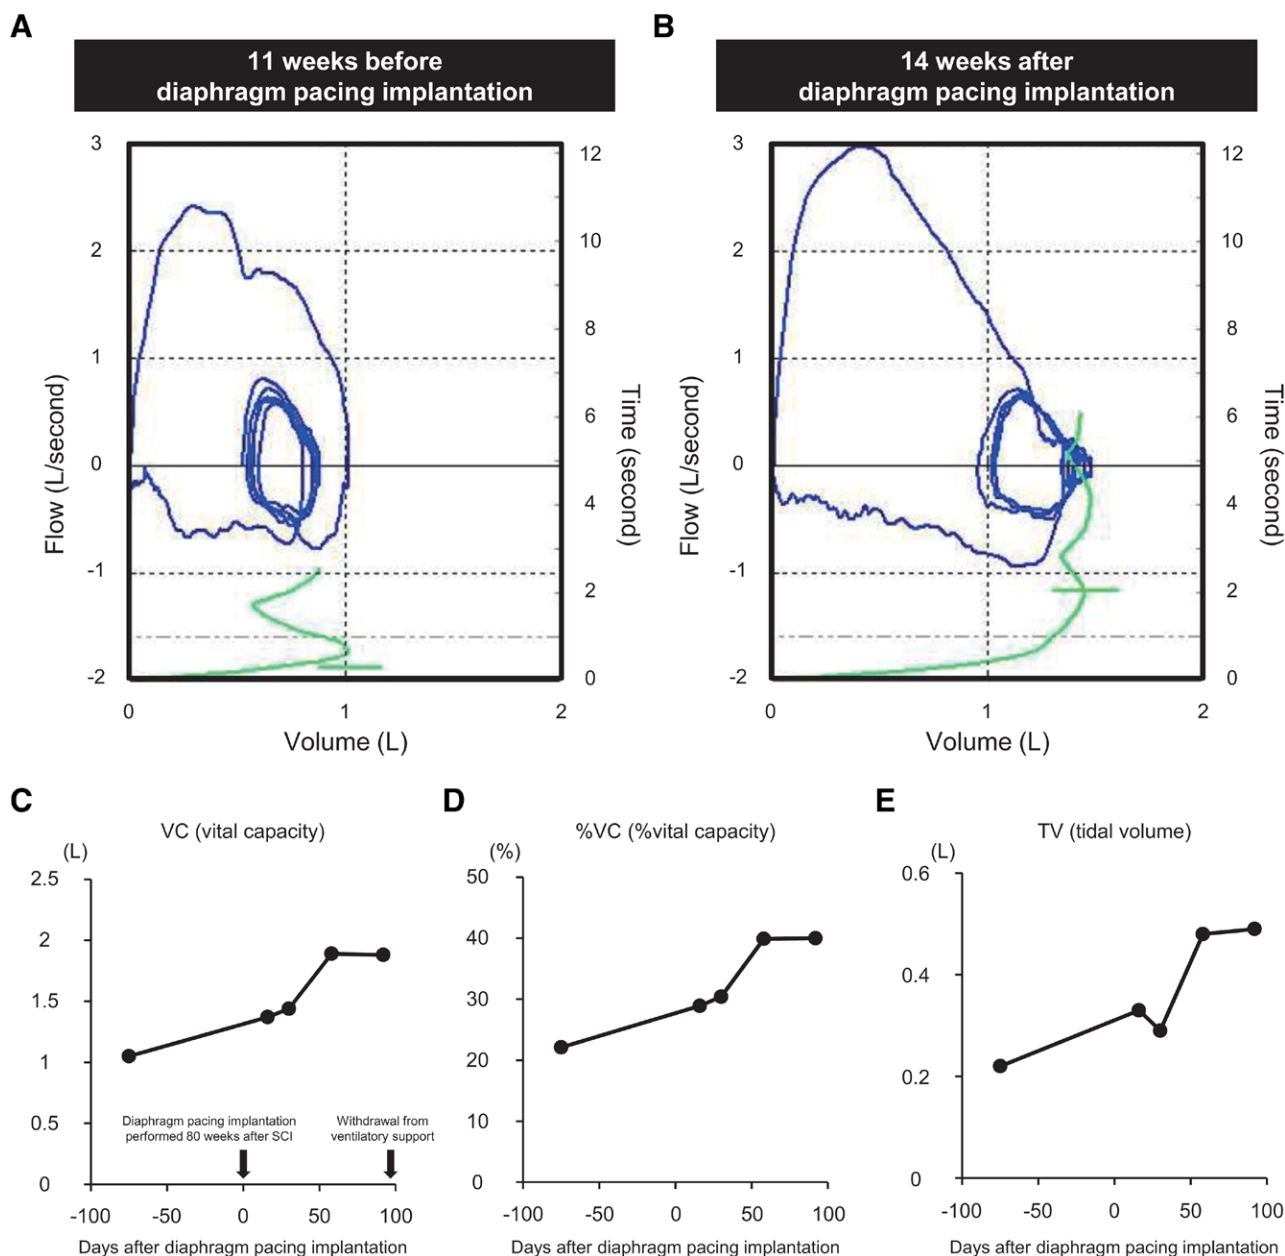 A
B
11 weeks before
diaphragm pacing implantation
14 weeks after
diaphragm pacing implantation
3
2
1
0
-1
-2
Flow (L/second)
12
10
8
6
4
2
0
Time (second)
0
1
2
Volume (L)
3
2
1
0
-1
-2
Flow (L/second)
12
10
8
6
4
2
0
Time (second)
0
1
2
Volume (L)
C
VC (vital capacity)
(L)
2.5
2
1.5
1
0.5
0
Diaphragm pacing implantation
performed 80 weeks after SCI
Withdrawal from
ventilatory support
-100
-50
0
50
100
Days after diaphragm pacing implantation
D
%VC (%vital capacity)
(%)
50
40
30
20
10
0
-100
-50
0
50
100
Days after diaphragm pacing implantation
E
TV (tidal volume)
(L)
0.6
0.4
0.2
0
-100
-50
0
50
100
Days after diaphragm pacing implantation